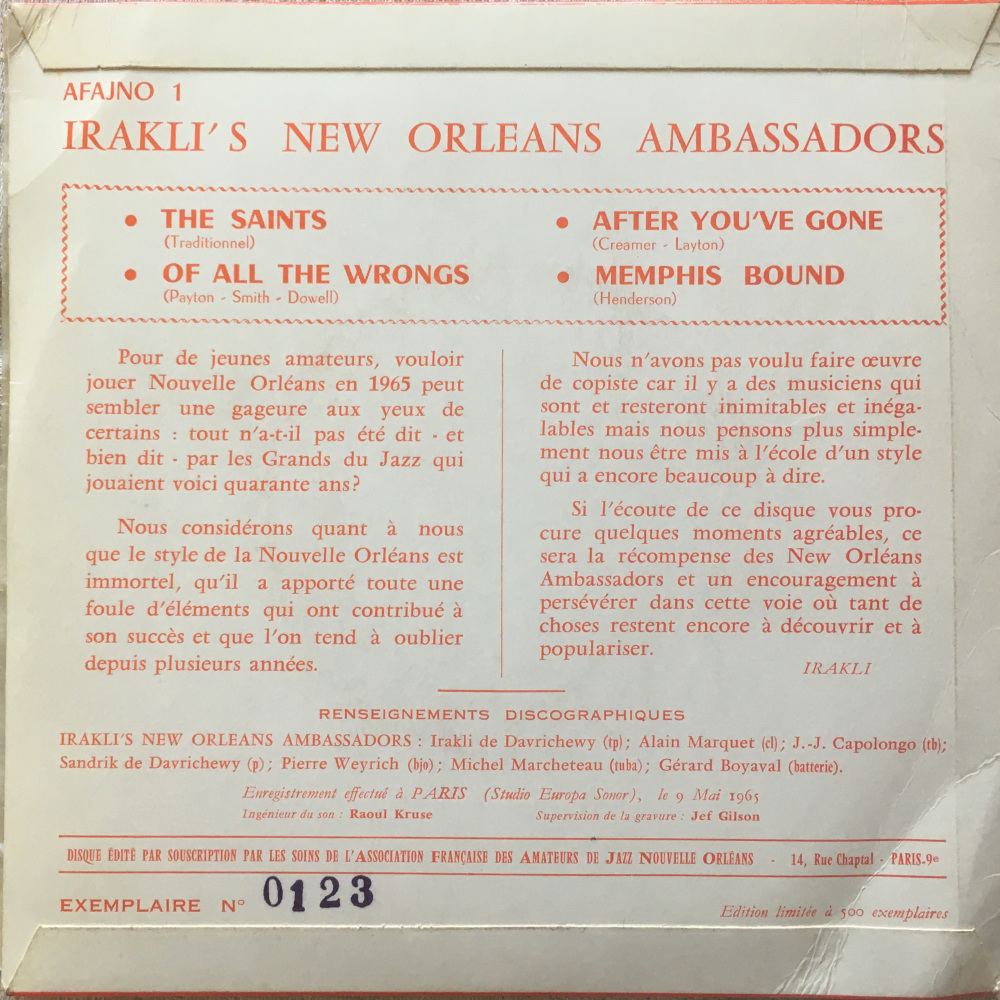 AFAJNO 1
IRAKLI'S NEW ORLEANS AMBASSADORS
• THE SAINTS
(Traditionnel)
• OF ALL THE WRONGS
(Payton - Smith - Dowell)
• AFTER YOU'VE GONE
(Creamer - Layton)
• MEMPHIS BOUND
(Henderson)
Pour de jeunes amateurs, vouloir
jouer Nouvelle Orléans en 1965 peut
sembler une gageure aux yeux de
certains : tout n'a-t-il pas été dit - et
bien dit - par les Grands du Jazz qui
jouaient voici quarante ans?
Nous considérons quant à nous
que le style de la Nouvelle Orléans est
immortel, qu'il a apporté toute une
foule d'éléments qui ont contribué à
son succès et que l'on tend à oublier
depuis plusieurs années.
Nous n'avons pas voulu faire œuvre
de copiste car il y a des musiciens qui
sont et resteront inimitables et inéga-
lables mais nous pensons plus simple-
ment nous être mis à l'école d'un style
qui a encore beaucoup à dire.
Si l'écoute de ce disque vous pro-
cure quelques moments agréables, ce
sera la récompense des New Orléans
Ambassadors et un encouragement à
persévérer dans cette voie où tant de
choses restent encore à découvrir et à
populariser.
IRAKLI
RENSEIGNEMENTS DISCOGRAPHIQUES
IRAKLI'S NEW ORLEANS AMBASSADORS : Irakli de Davrichewy (tp); Alain Marquet (cl); J.-J. Capolongo (tb);
Sandrik de Davrichewy (p); Pierre Weyrich (bjo); Michel Marcheteau (tuba); Gérard Boyaval (batterie).
Enregistrement effectué à PARIS (Studio Europa Sonor), le 9 Mai 1965
Ingénieur du son : Raoul Kruse Supervision de la gravure : Jef Gilson
DISQUE ÉDITÉ PAR SOUSCRIPTION PAR LES SOINS DE L'ASSOCIATION FRANÇAISE DES AMATEURS DE JAZZ NOUVELLE ORLÉANS - 14, Rue Chaptal - PARIS-9e
EXEMPLAIRE N° 0123
Edition limitée à 500 exemplaires